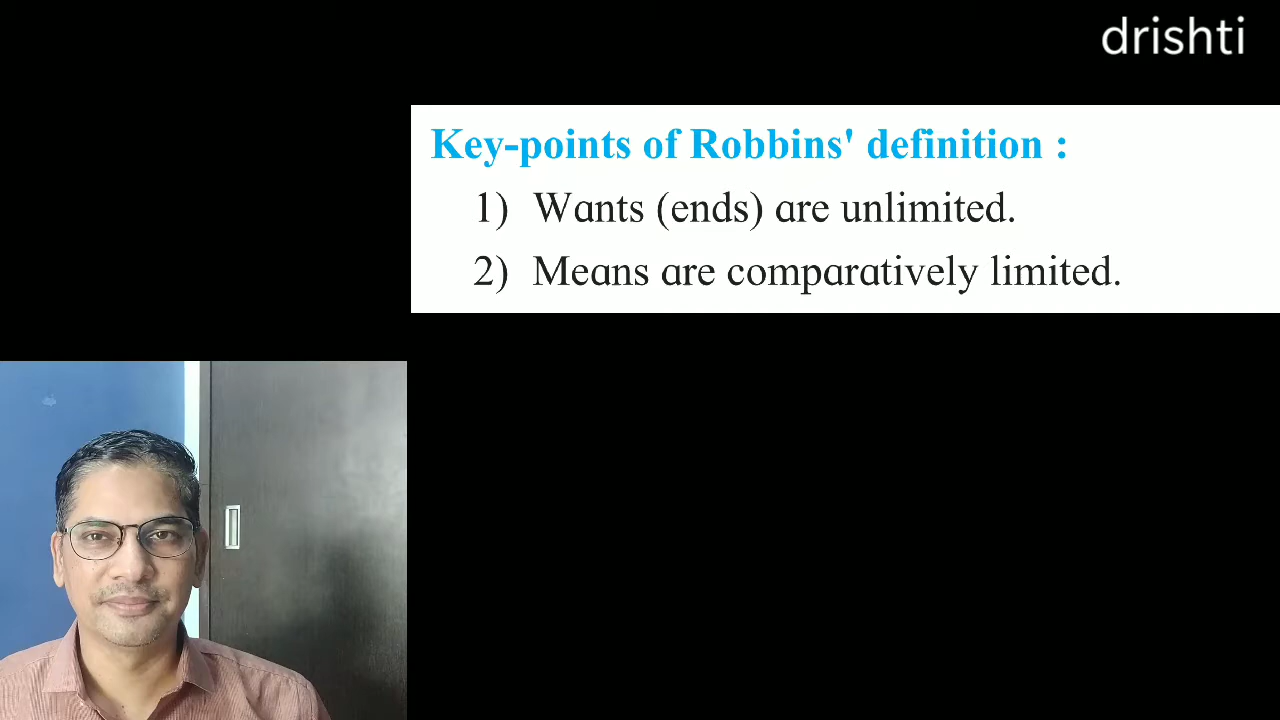 drishti
Key-points of Robbins' definition :
1) Wants (ends) are unlimited.
2) Means are comparatively limited.